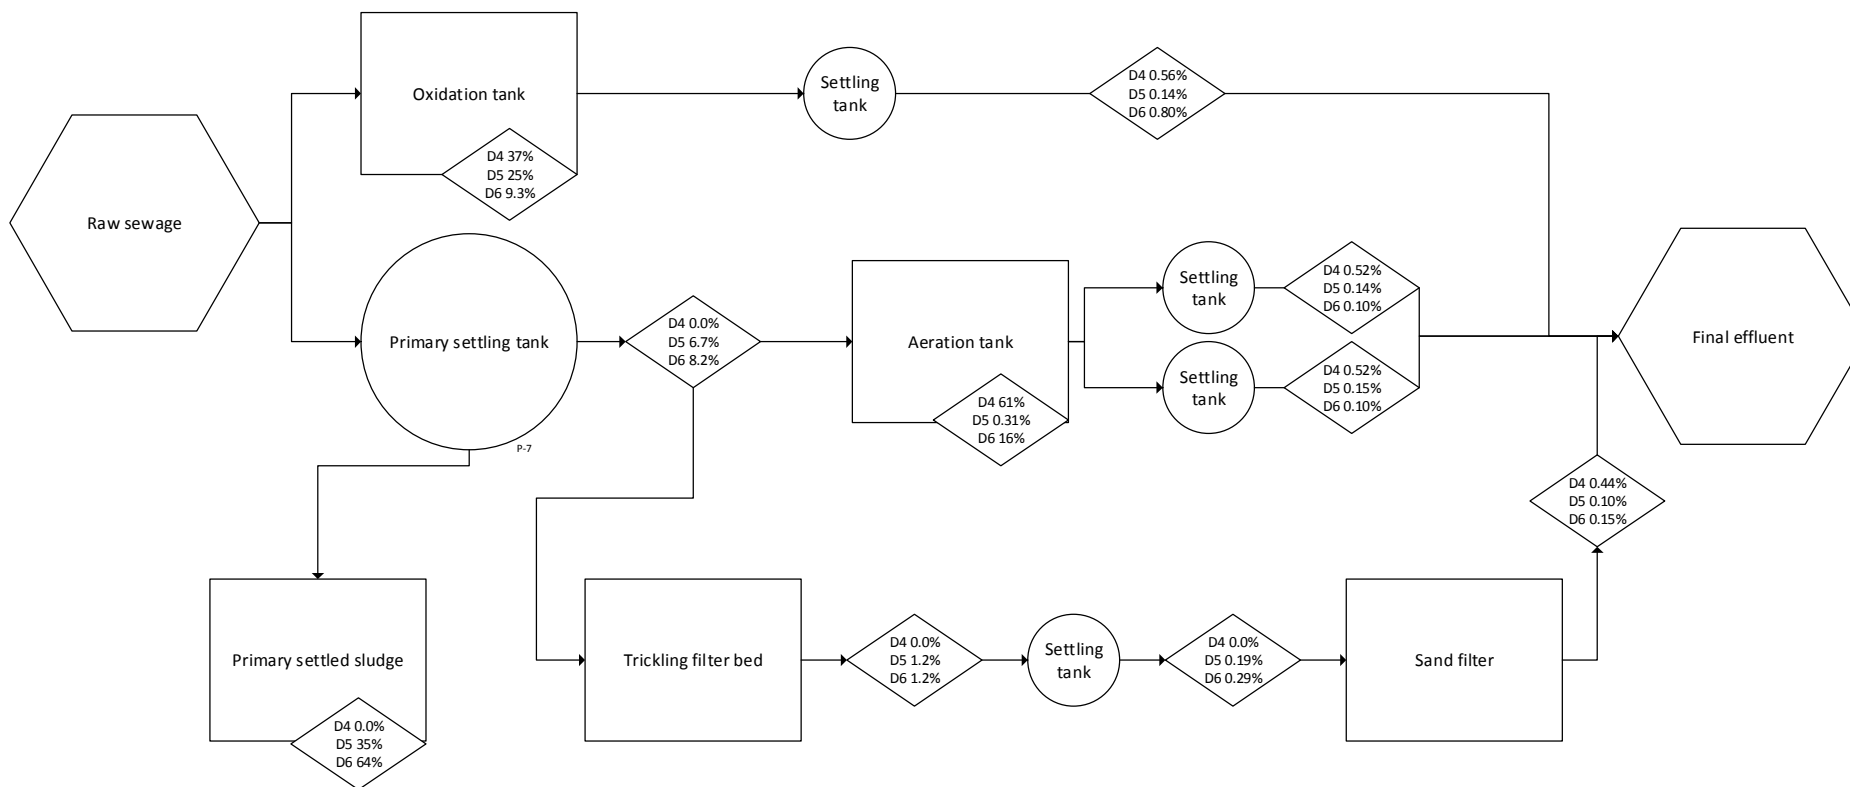 Oxidation tank
D4 37%
D5 25%
D6 9.3%
Settling
tank
D4 0.56%
D5 0.14%
D6 0.80%
Raw sewage
Primary settling tank
P-7
D4 0.0%
D5 6.7%
D6 8.2%
Aeration tank
D4 61%
D5 0.31%
D6 16%
Settling
tank
D4 0.52%
D5 0.14%
D6 0.10%
Settling
tank
D4 0.52%
D5 0.15%
D6 0.10%
Final effluent
D4 0.44%
D5 0.10%
D6 0.15%
Primary settled sludge
D4 0.0%
D5 35%
D6 64%
Trickling filter bed
D4 0.0%
D5 1.2%
D6 1.2%
Settling
tank
D4 0.0%
D5 0.19%
D6 0.29%
Sand filter